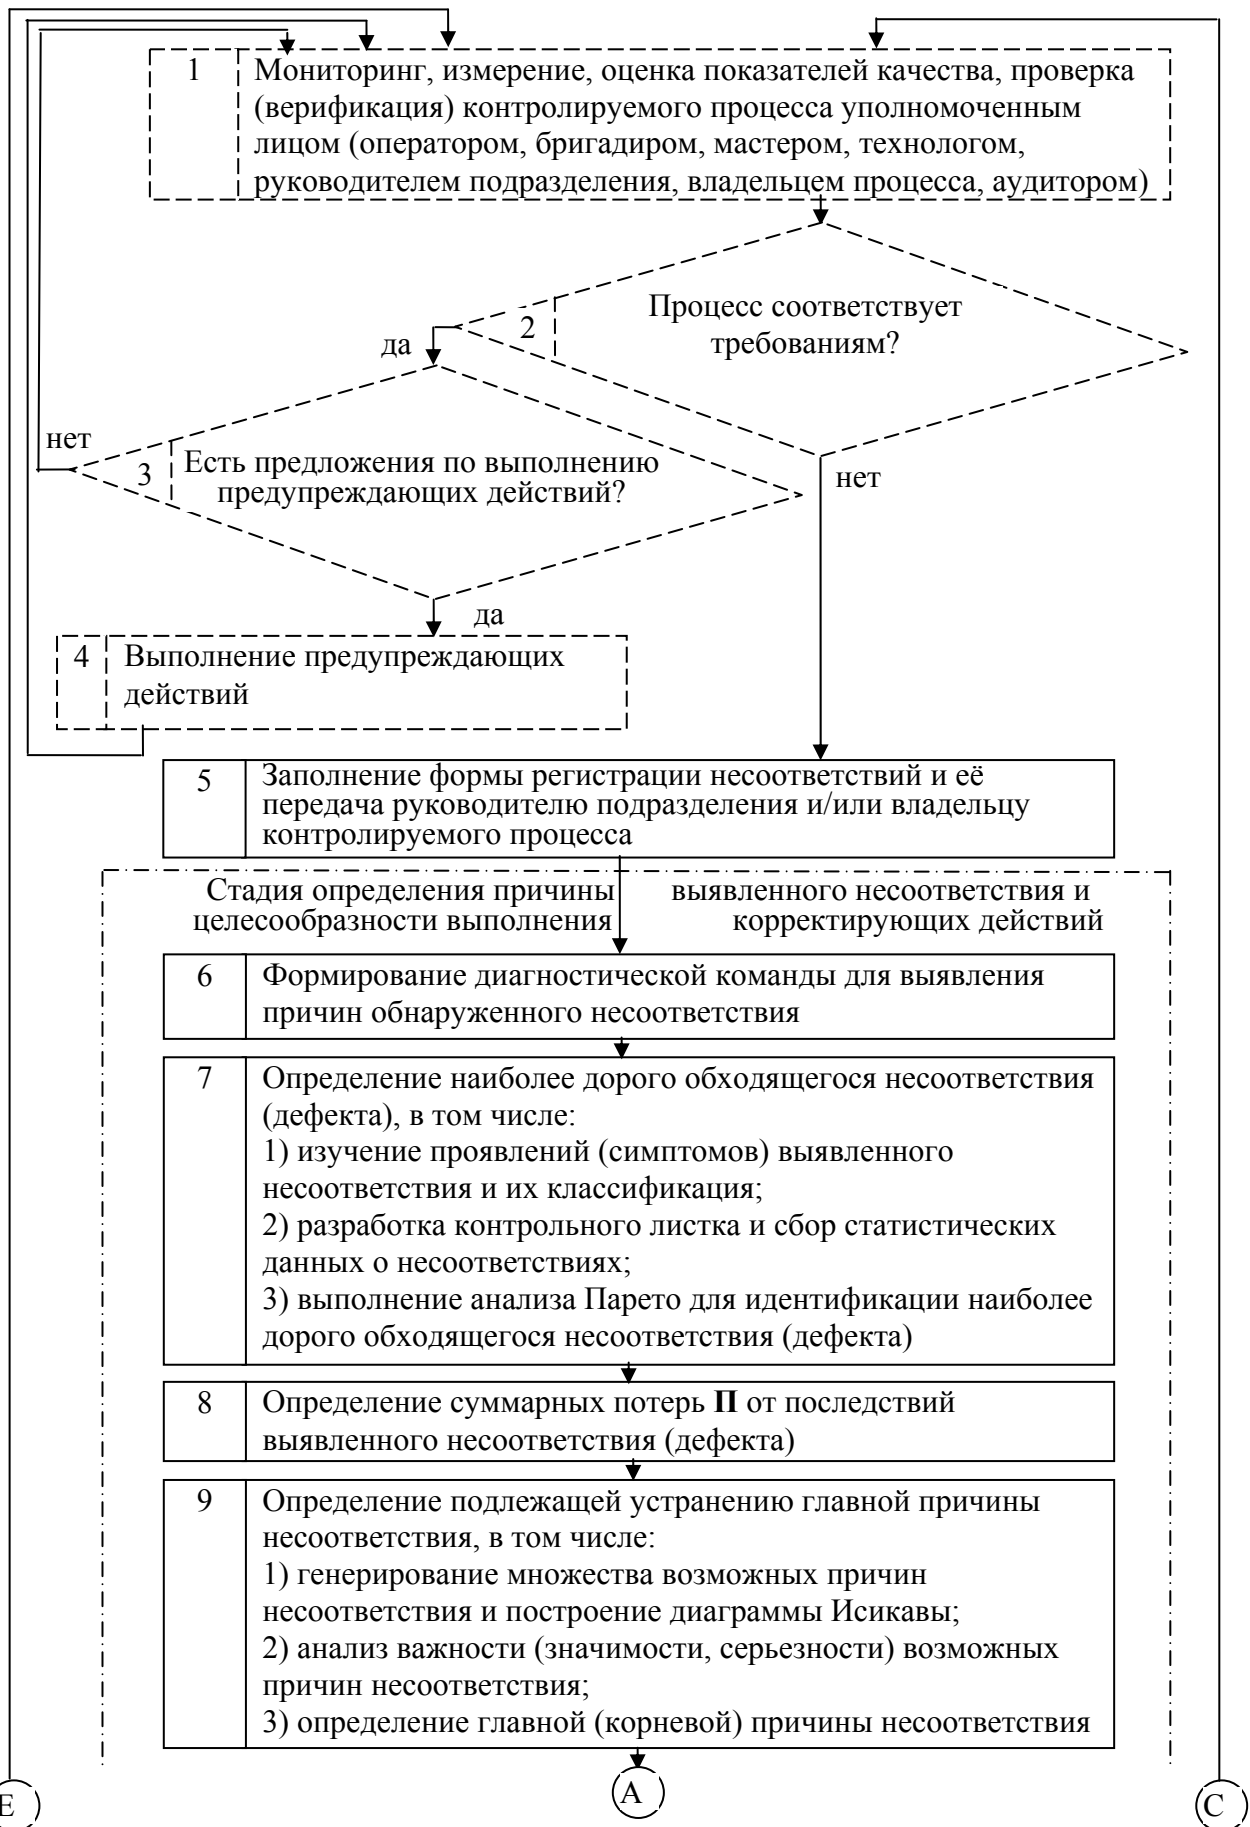 1 Мониторинг, измерение, оценка показателей качества, проверка
(верификация) контролируемого процесса уполномоченным
лицом (оператором, бригадиром, мастером, технологом,
руководителем подразделения, владельцем процесса, аудитором)
2 Процесс соответствует
требованиям?
да
нет
3 Есть предложения по выполнению
предупреждающих действий?
нет
да
4 Выполнение предупреждающих
действий
5 Заполнение формы регистрации несоответствий и её
передача руководителю подразделения и/или владельцу
контролируемого процесса
Стадия определения причины выявленного несоответствия и
целесообразности выполнения корректирующих действий
6 Формирование диагностической команды для выявления
причин обнаруженного несоответствия
7 Определение наиболее дорого обходящегося несоответствия
(дефекта), в том числе:
1) изучение проявлений (симптомов) выявленного
несоответствия и их классификация;
2) разработка контрольного листка и сбор статистических
данных о несоответствиях;
3) выполнение анализа Парето для идентификации наиболее
дорого обходящегося несоответствия (дефекта)
8 Определение суммарных потерь П от последствий
выявленного несоответствия (дефекта)
9 Определение подлежащей устранению главной причины
несоответствия, в том числе:
1) генерирование множества возможных причин
несоответствия и построение диаграммы Исикавы;
2) анализ важности (значимости, серьезности) возможных
причин несоответствия;
3) определение главной (корневой) причины несоответствия
Е А С